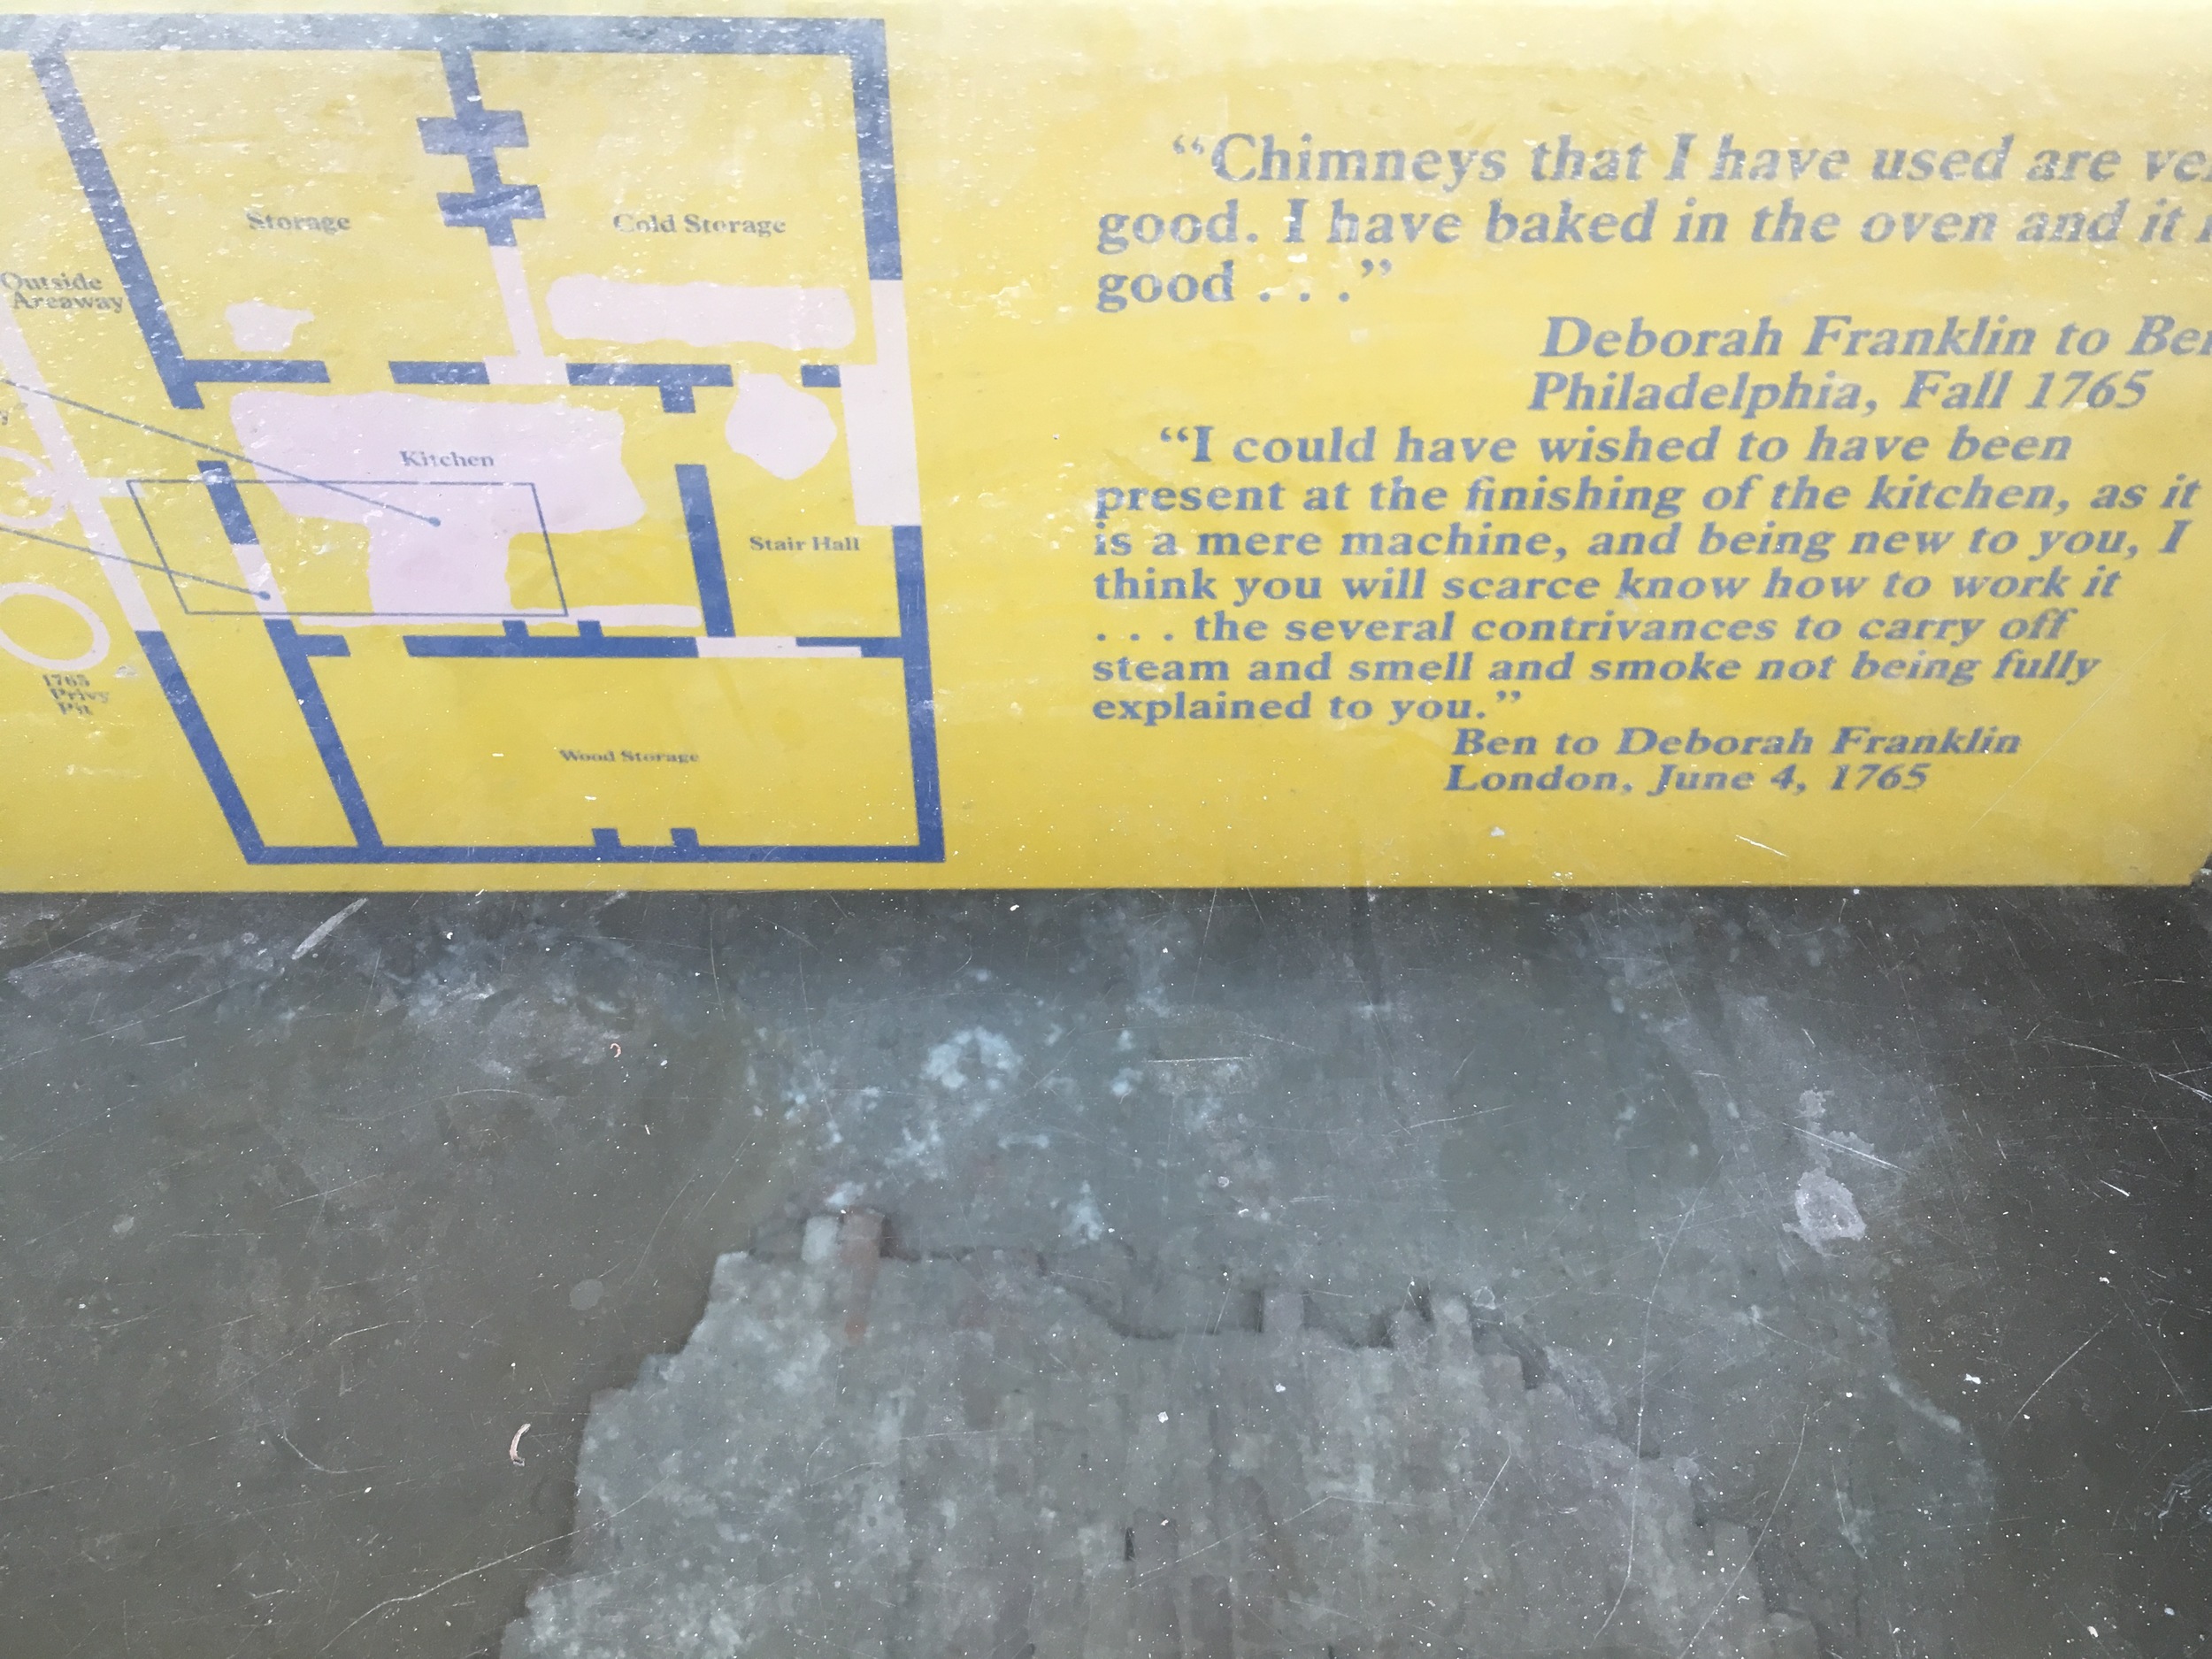 Storage
Cold Storage
Outside
Areaway
Kitchen
Stair Hall
1765
Privy
Pit
Wood Storage
“Chimneys that I have used are
good. I have baked in the oven and it
good . . .”
Deborah Franklin to
Philadelphia, Fall 1765
“I could have wished to have been
present at the finishing of the kitchen, as it
is a mere machine, and being new to you, I
think you will scarce know how to work it
. . . the several contrivances to carry off
steam and smell and smoke not being fully
explained to you.”
Ben to Deborah Franklin
London, June 4, 1765